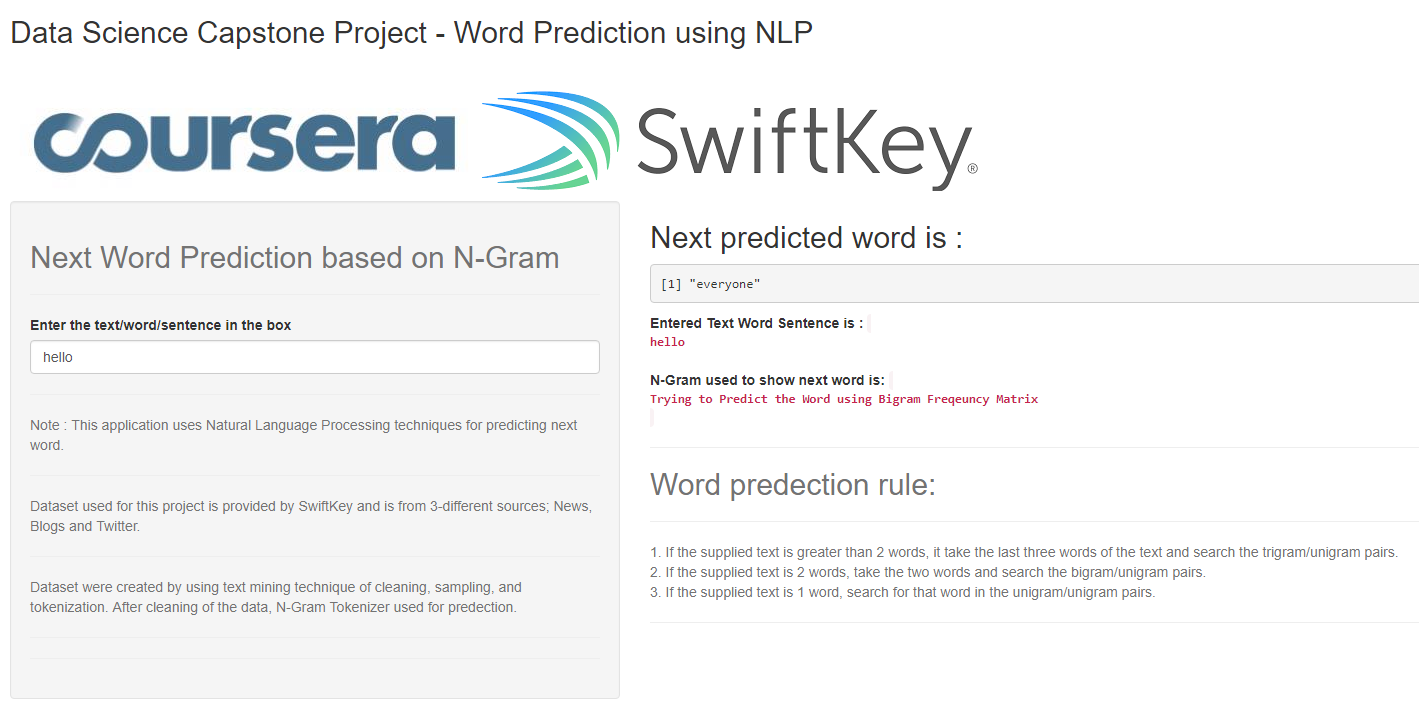 Data Science Capstone Project - Word Prediction using NLP
coursera
SwiftKey®
Next Word Prediction based on N-Gram
Enter the text/word/sentence in the box
hello
Note : This application uses Natural Language Processing techniques for predicting next
word.
Dataset used for this project is provided by SwiftKey and is from 3-different sources; News,
Blogs and Twitter.
Dataset were created by using text mining technique of cleaning, sampling, and
tokenization. After cleaning of the data, N-Gram Tokenizer used for predection.
Next predicted word is :
[1] "everyone"
Entered Text Word Sentence is :
hello
N-Gram used to show next word is:
Trying to Predict the Word using Bigram Freqeuncy Matrix
Word predection rule:
1. If the supplied text is greater than 2 words, it take the last three words of the text and search the trigram/unigram pairs.
2. If the supplied text is 2 words, take the two words and search the bigram/unigram pairs.
3. If the supplied text is 1 word, search for that word in the unigram/unigram pairs.